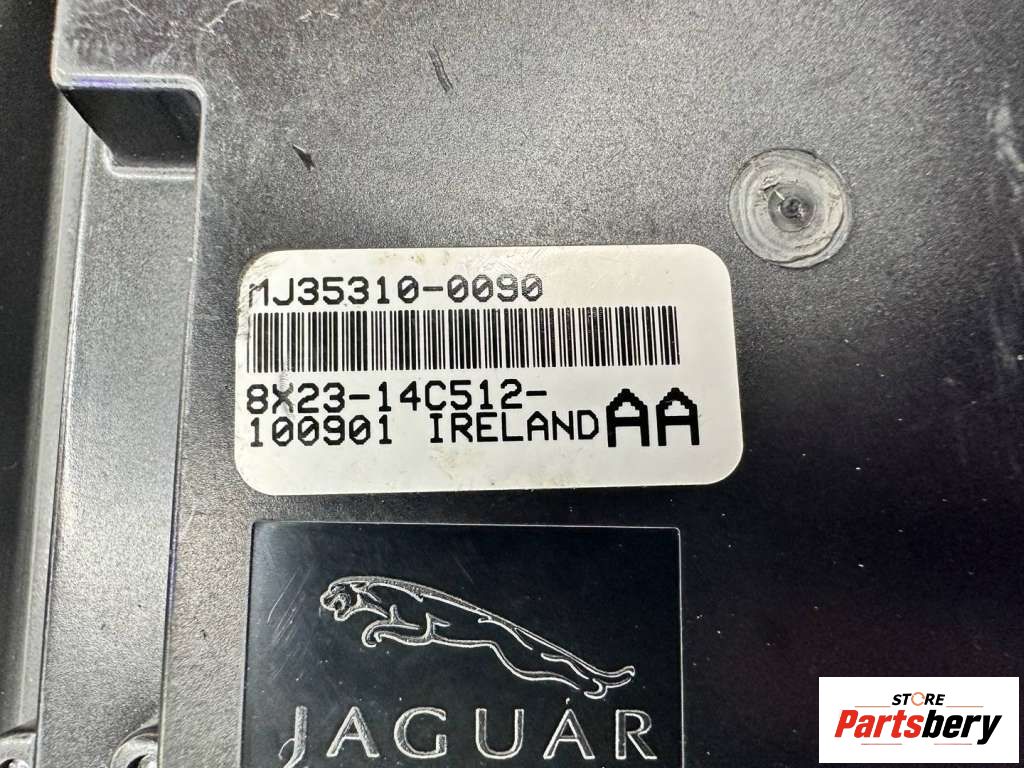 MJ35310-0090
8X23-14C512-
100901 IRELAND AA
JAGUAR
STORE
Partsbery